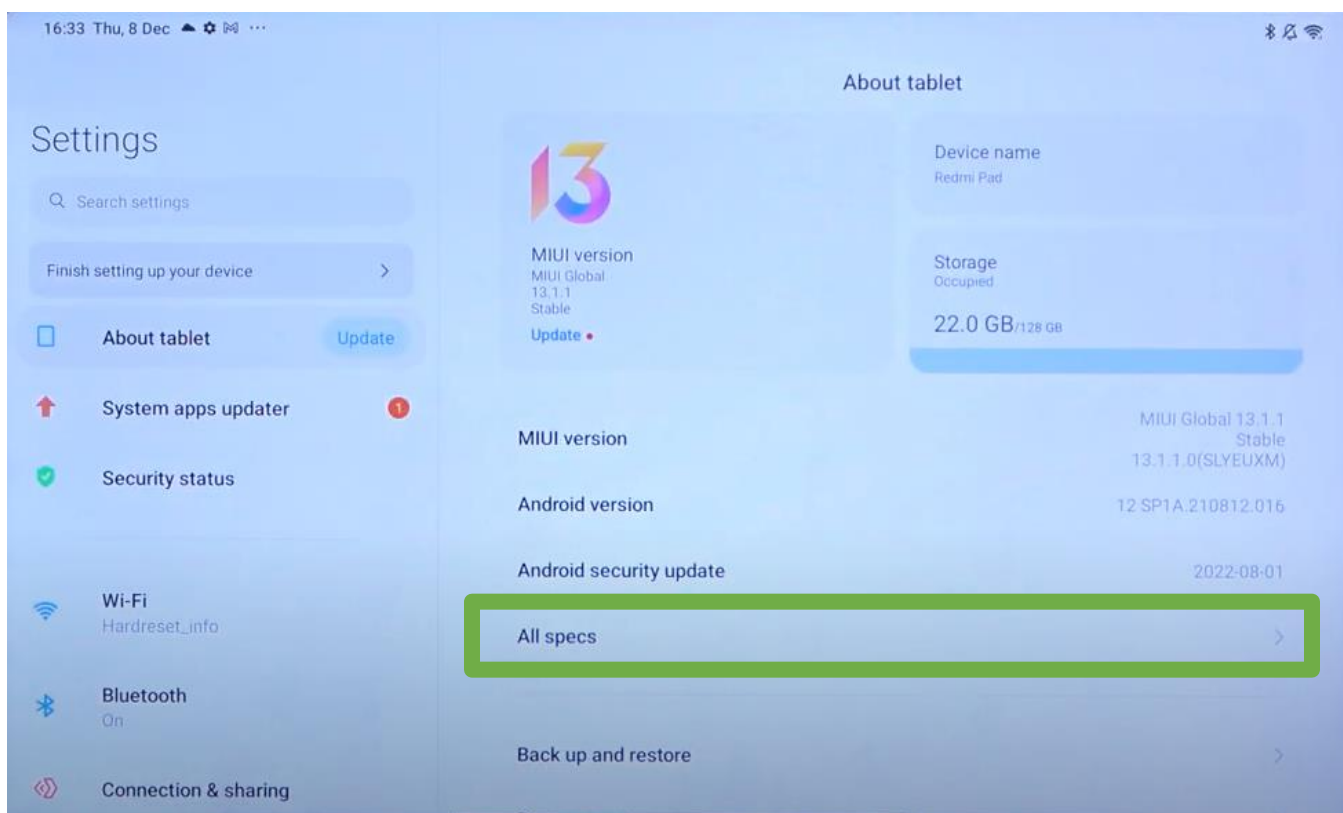 16:33 Thu, 8 Dec
About tablet
Settings
Search settings
Finish setting up your device
About tablet
Update
System apps updater
1
Security status
Wi-Fi
Hardreset_info
Bluetooth
On
Connection & sharing
13
MIUI version
MIUI Global
13.1.1
Stable
Update
Device name
Redmi Pad
Storage
Occupied
22.0 GB/128 GB
MIUI version
MIUI Global 13.1.1
Stable
13.1.1.0(SLYEUXM)
Android version
12 SP1A.210812.016
Android security update
2022-08-01
All specs
Back up and restore